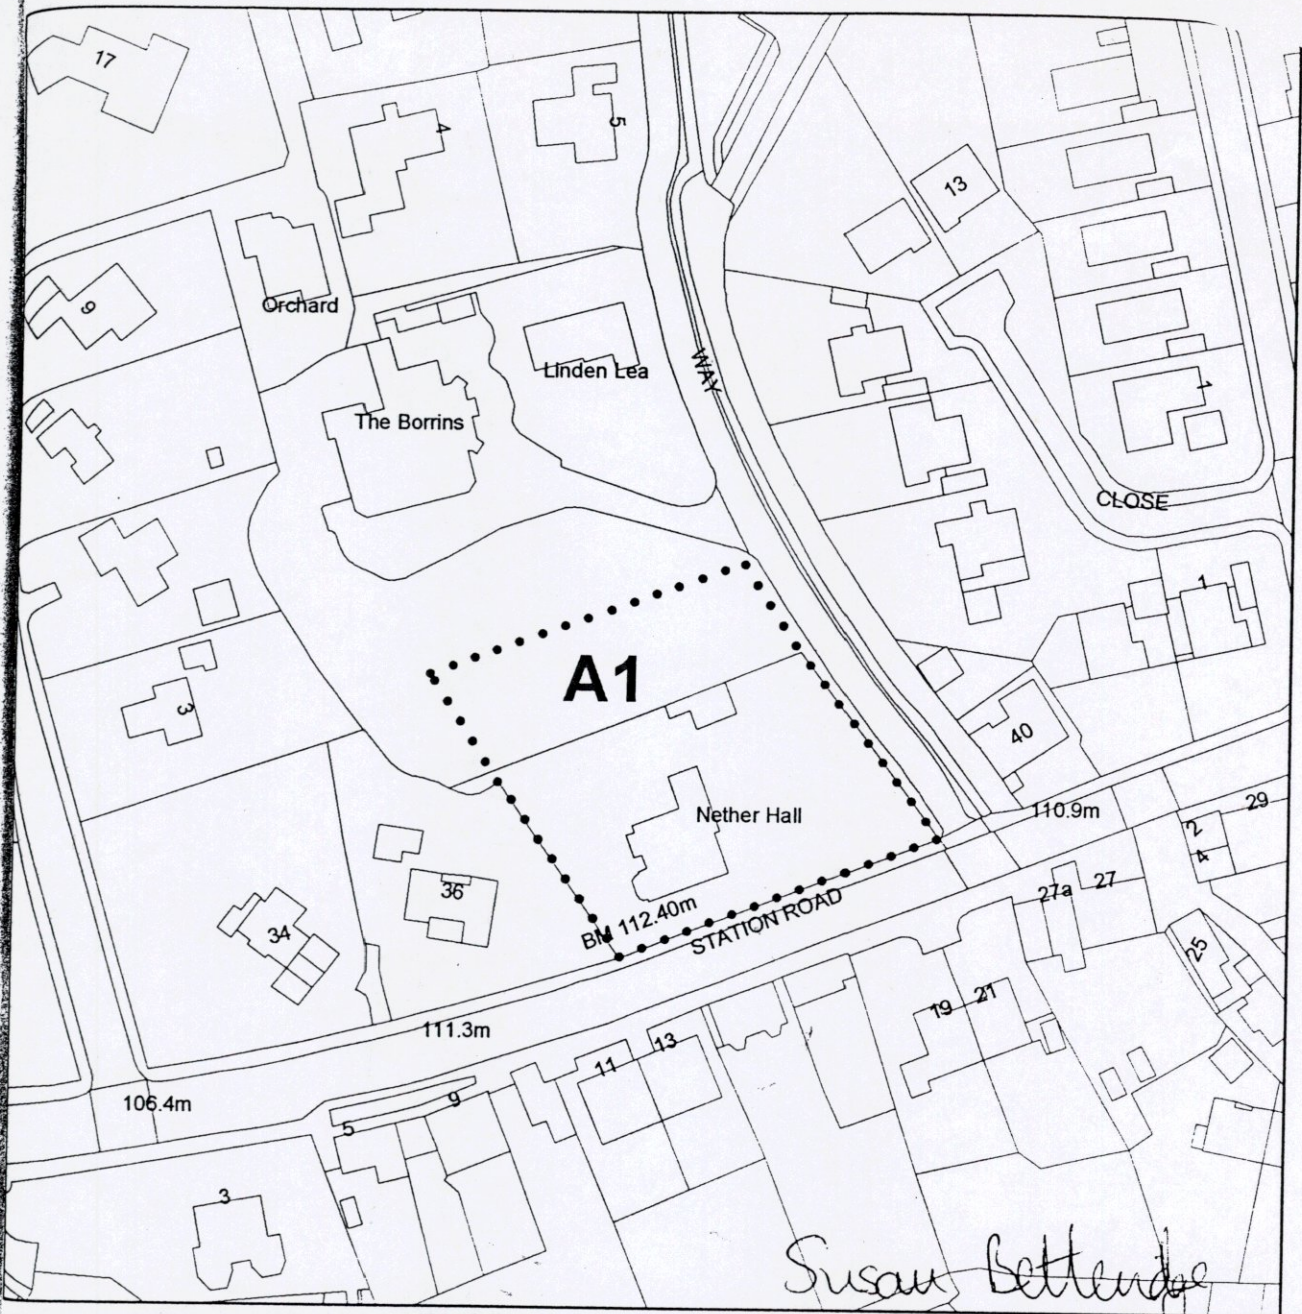 17
4
5
13
9
Orchard
Linden Lea
WAY
The Borrins
1
CLOSE
1
A1
3
40
Nether Hall
110.9m
29
2
4
27
27a
36
34
BM 112.40m
STATION ROAD
25
21
19
111.3m
13
11
106.4m
9
5
3
Susan